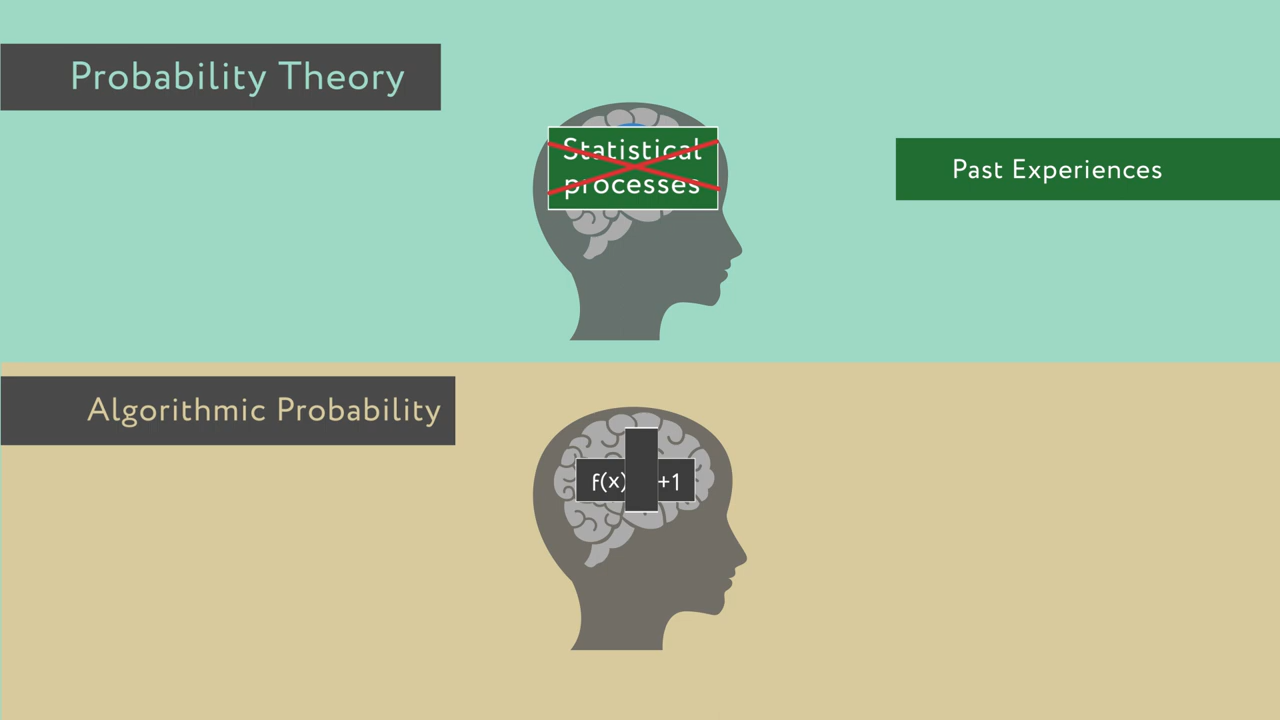 Probability Theory
Statistical
processes
Past Experiences
Algorithmic Probability
f(x) +1